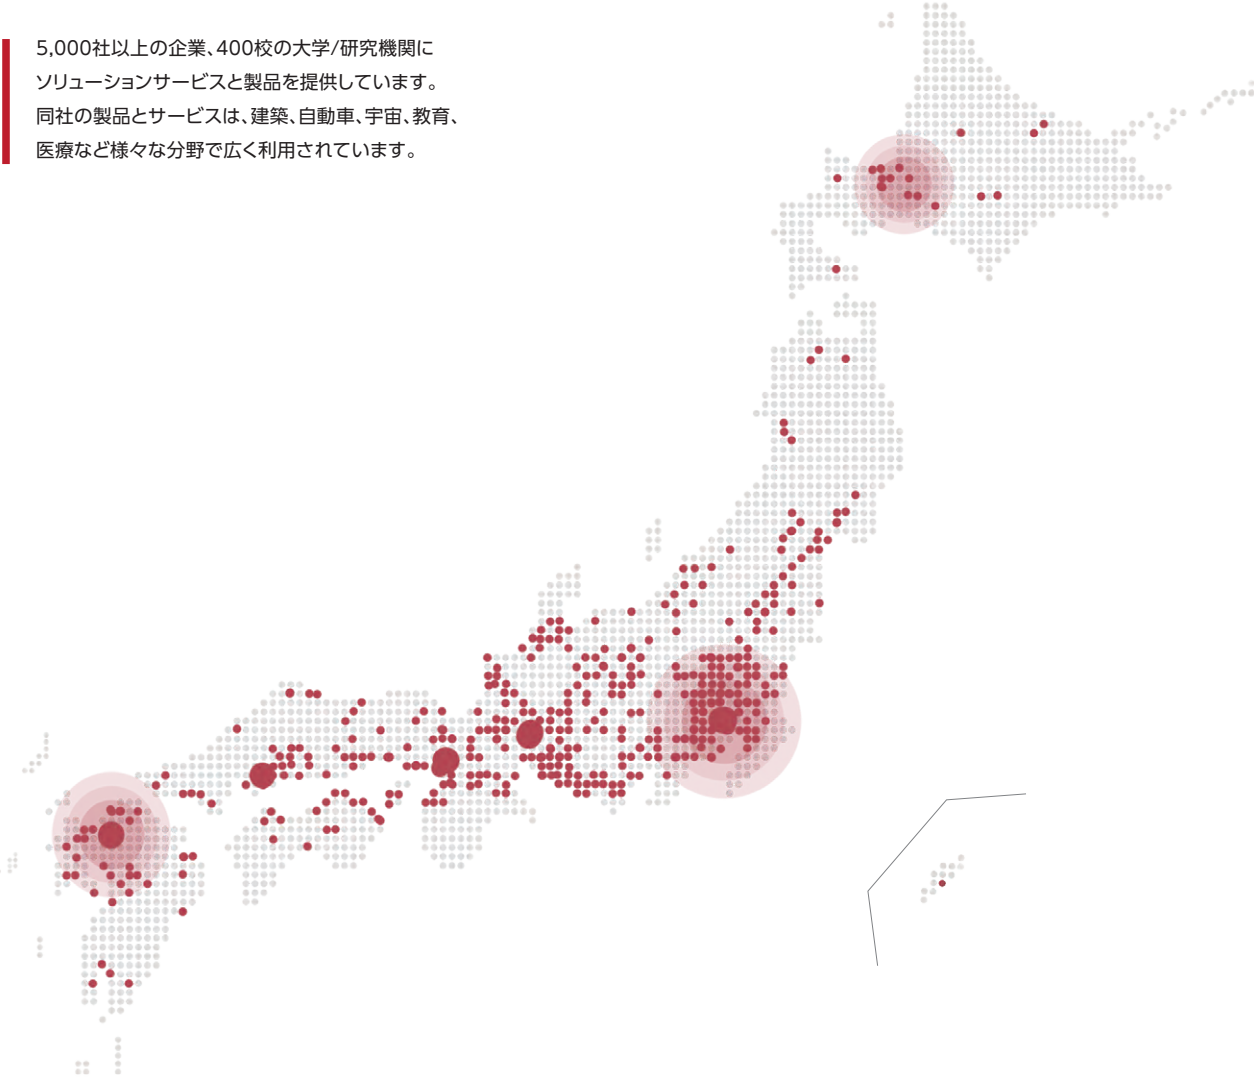 5,000社以上の企業、400校の大学/研究機関に
ソリューションサービスと製品を提供しています。
同社の製品とサービスは、建築、自動車、宇宙、教育、
医療など様々な分野で広く利用されています。